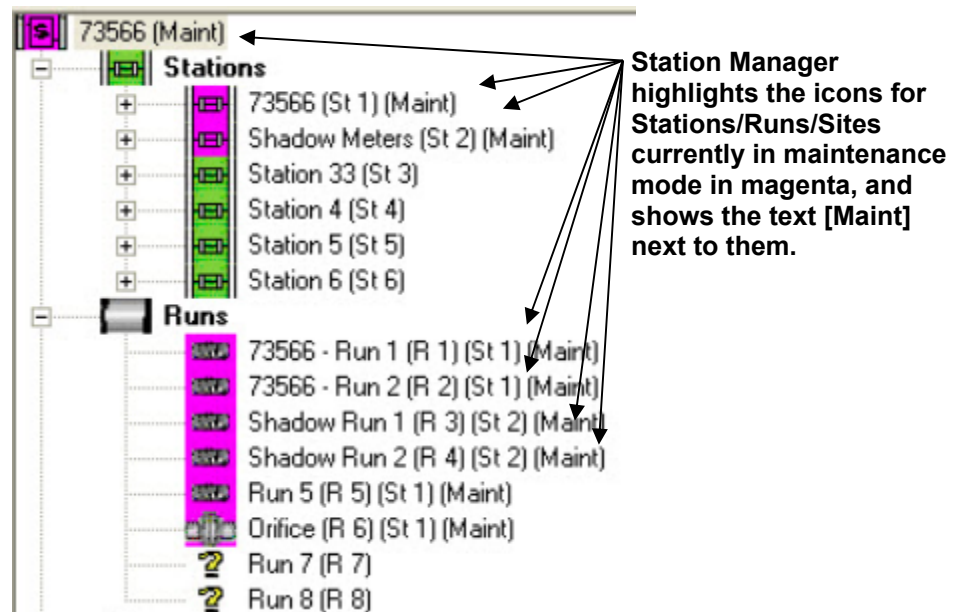 73566 (Maint)
Stations
73566 (St 1) (Maint)
Shadow Meters (St 2) (Maint)
Station 33 (St 3)
Station 4 (St 4)
Station 5 (St 5)
Station 6 (St 6)
Runs
73566 - Run 1 (R 1) (St 1) (Maint)
73566 - Run 2 (R 2) (St 1) (Maint)
Shadow Run 1 (R 3) (St 2) (Maint)
Shadow Run 2 (R 4) (St 2) (Maint)
Run 5 (R 5) (St 1) (Maint)
Orifice (R 6) (St 1) (Maint)
Run 7 (R 7)
Run 8 (R 8)
Station Manager
highlights the icons for
Stations/Runs/Sites
currently in maintenance
mode in magenta, and
shows the text [Maint]
next to them.